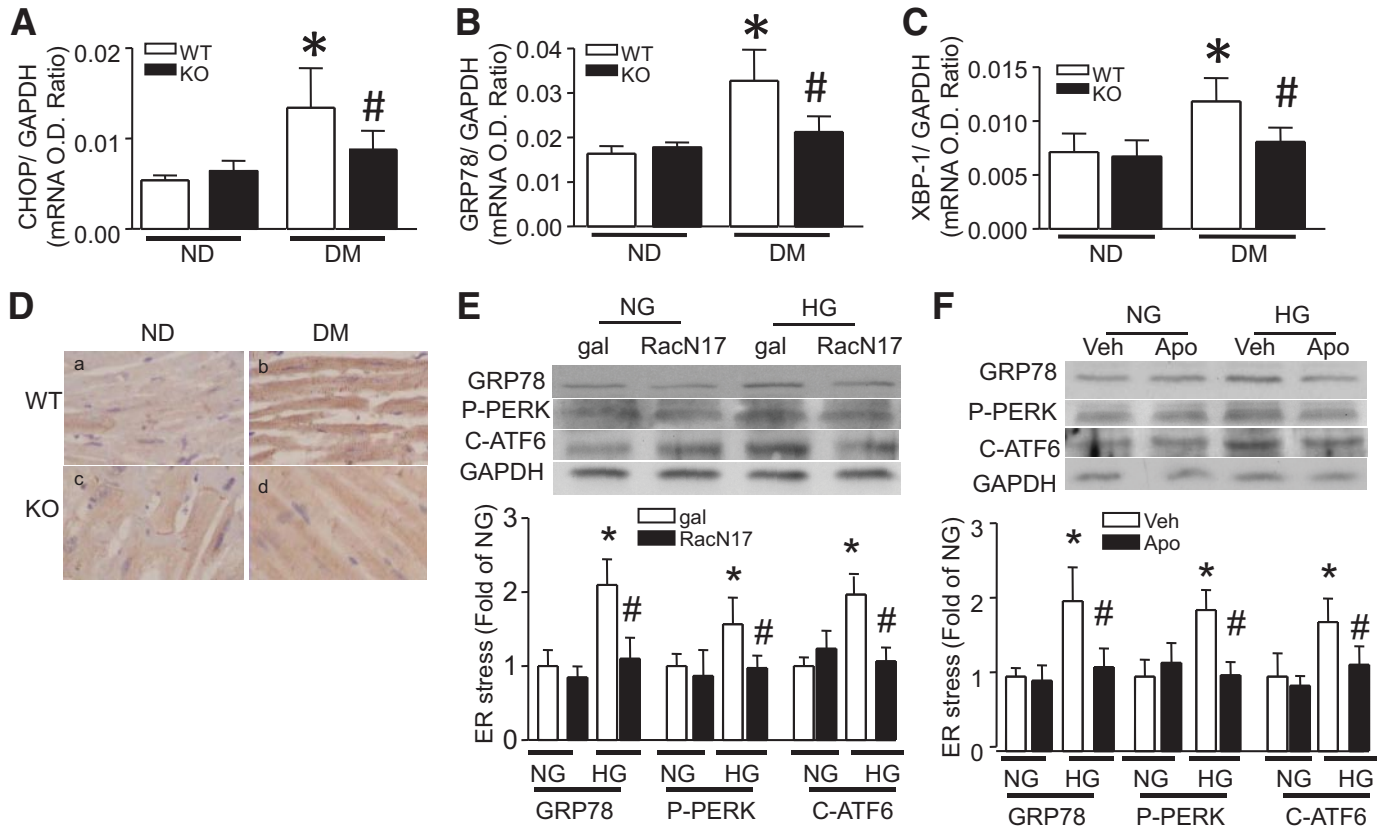 A
CHOP/ GAPDH
(mRNA O.D. Ratio)
0.02
0.01
0.00
WT
KO
*
#
ND DM
B
GRP78/ GAPDH
(mRNA O.D. Ratio)
0.04
0.03
0.02
0.01
0.00
WT
KO
*
#
ND DM
C
XBP-1/ GAPDH
(mRNA O.D. Ratio)
0.015
0.010
0.005
0.000
WT
KO
*
#
ND DM
D
ND DM
WT
KO
a
b
c
d
E
NG HG
gal RacN17 gal RacN17
GRP78
P-PERK
C-ATF6
GAPDH
ER stress (Fold of NG)
3
2
1
0
gal
RacN17
* * *
# # #
NG HG NG HG NG HG
GRP78 P-PERK C-ATF6
F
NG HG
Veh Apo Veh Apo
GRP78
P-PERK
C-ATF6
GAPDH
ER stress (Fold of NG)
3
2
1
0
Veh
Apo
* * *
# # #
NG HG NG HG NG HG
GRP78 P-PERK C-ATF6